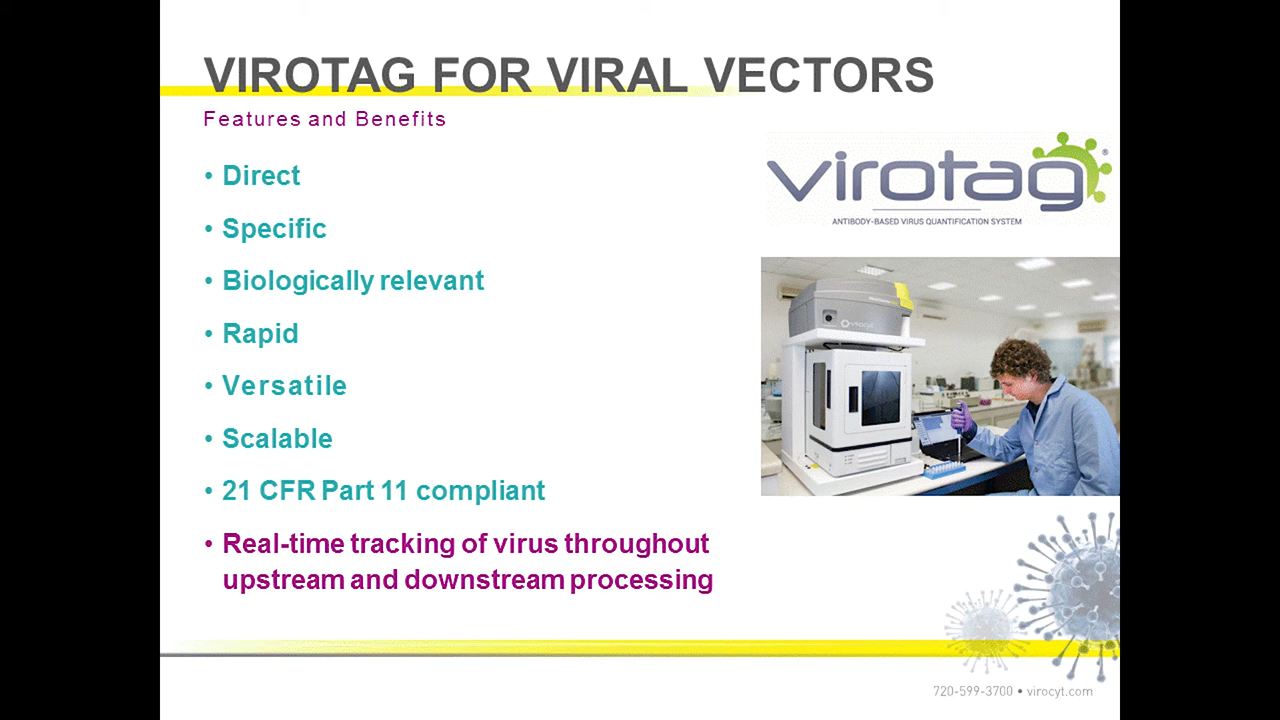 VIROTAG FOR VIRAL VECTORS
Features and Benefits
• Direct
• Specific
• Biologically relevant
• Rapid
• Versatile
• Scalable
• 21 CFR Part 11 compliant
• Real-time tracking of virus throughout
upstream and downstream processing
virotag®
ANTIBODY-BASED VIRUS QUANTIFICATION SYSTEM
virocyt
720-599-3700 • virocyt.com